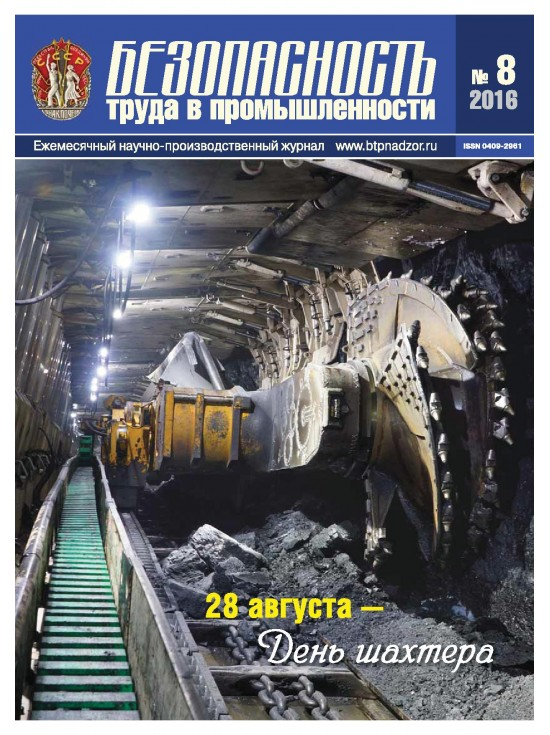 БЕЗОПАСНОСТЬ
труда в промышленности
№ 8
2016
Ежемесячный научно-производственный журнал www.btpnadzor.ru
ISSN 0409-2961
28 августа –
День шахтера